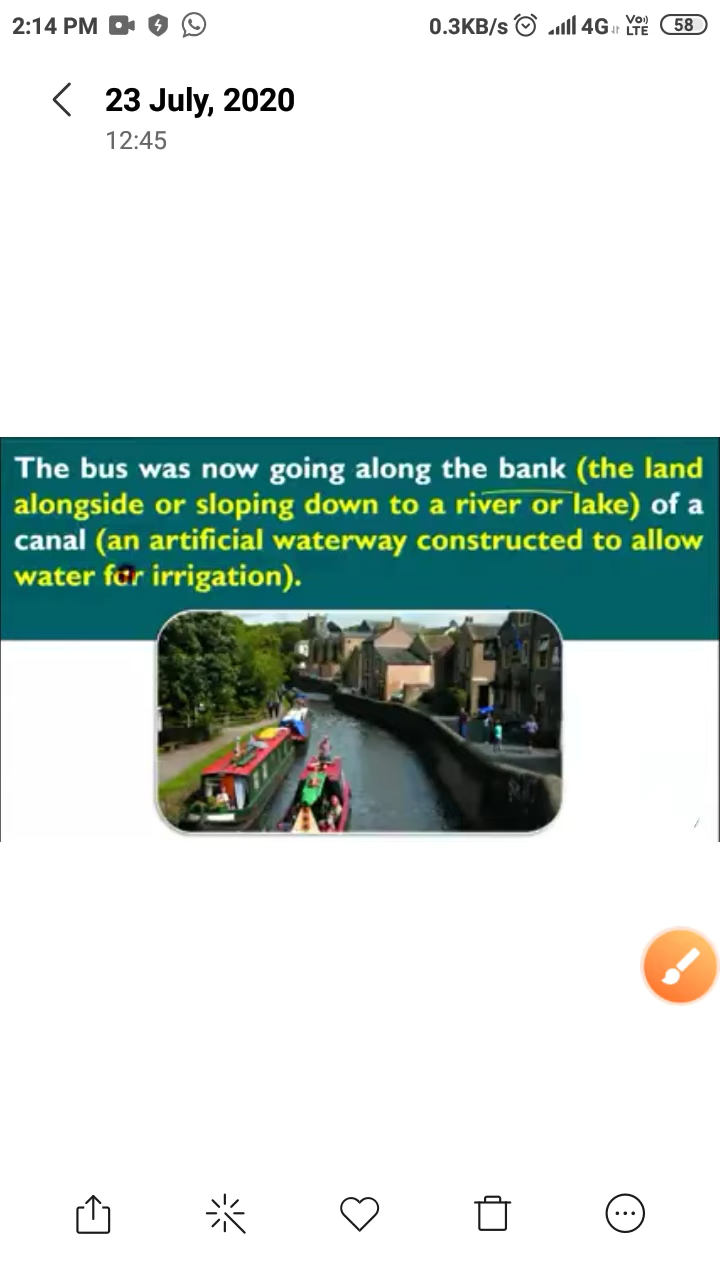 2:14 PM 0.3KB/s 4G Vo)) LTE 58
23 July, 2020
12:45
The bus was now going along the bank (the land
alongside or sloping down to a river or lake) of a
canal (an artificial waterway constructed to allow
water for irrigation).